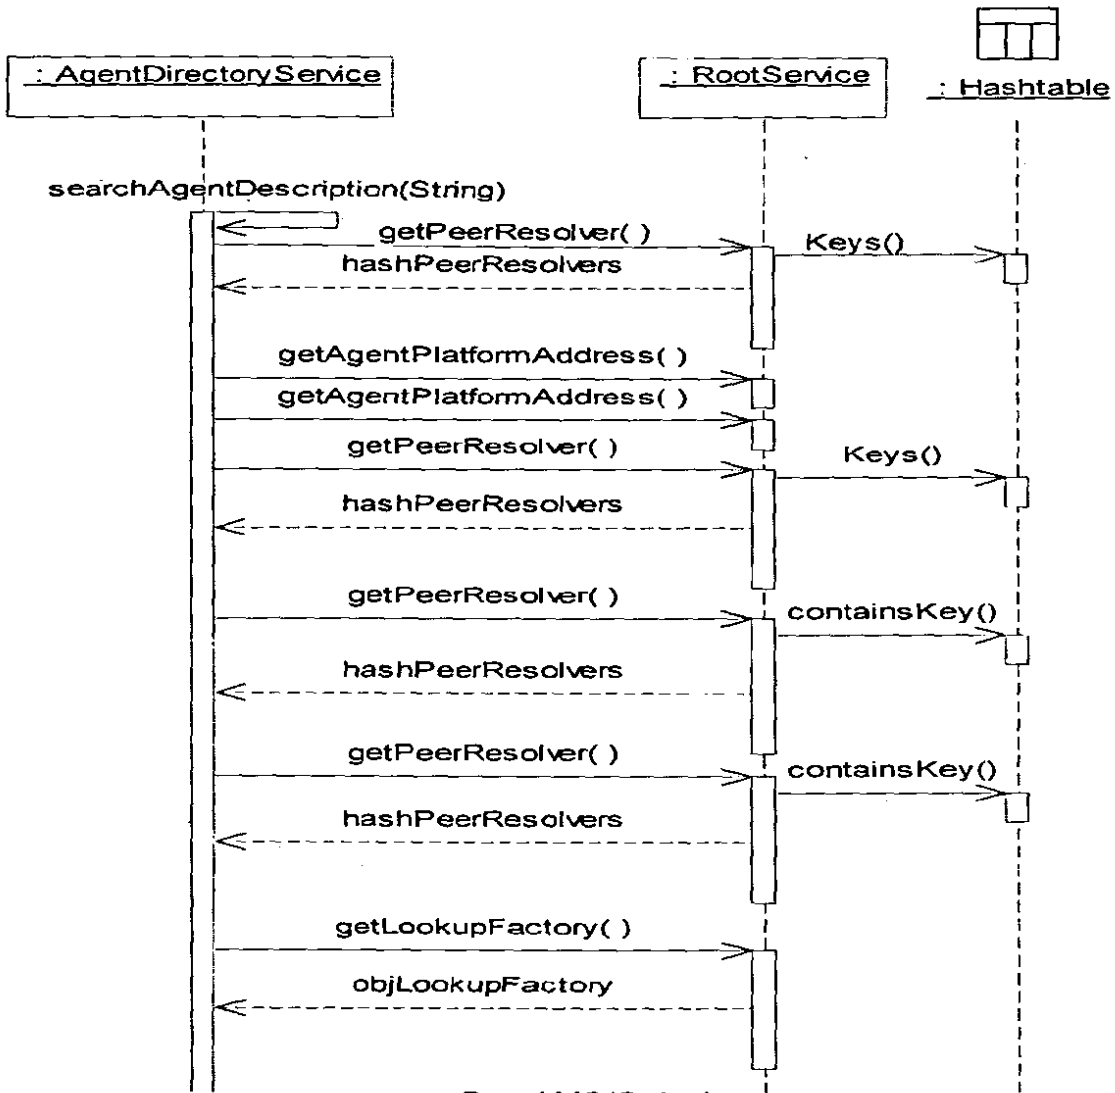 : AgentDirectoryService
: RootService
: Hashtable
searchAgentDescription(String)
getPeerResolver( )
Keys()
hashPeerResolvers
getAgentPlatformAddress( )
getAgentPlatformAddress( )
getPeerResolver( )
Keys()
hashPeerResolvers
getPeerResolver( )
containsKey()
hashPeerResolvers
getPeerResolver( )
containsKey()
hashPeerResolvers
getLookupFactory( )
objLookupFactory